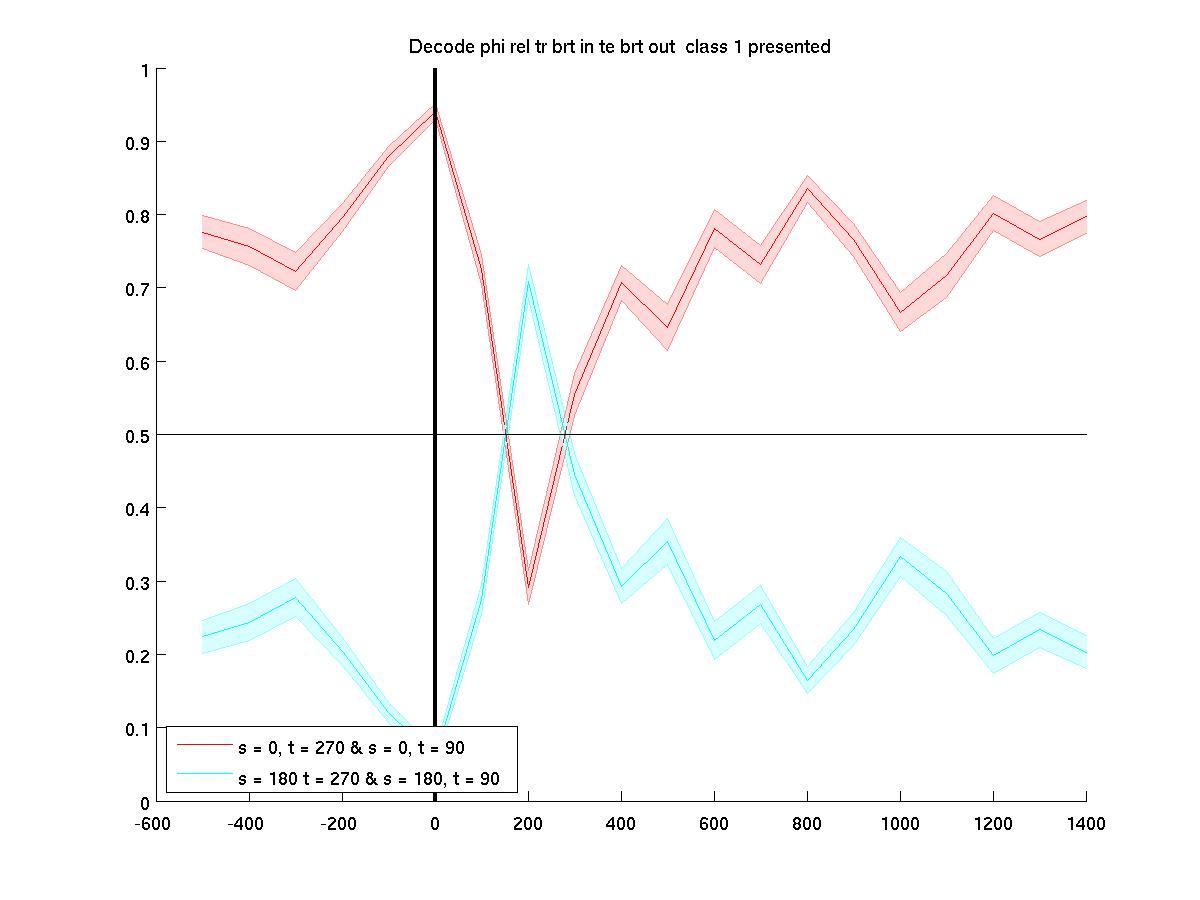 Decode phi rel tr brt in te brt out  class 1 presented
1
0.9
0.8
0.7
0.6
0.5
0.4
0.3
0.2
0.1
0
s = 0, t = 270 & s = 0, t = 90
s = 180 t = 270 & s = 180, t = 90
-600 -400 -200 0 200 400 600 800 1000 1200 1400